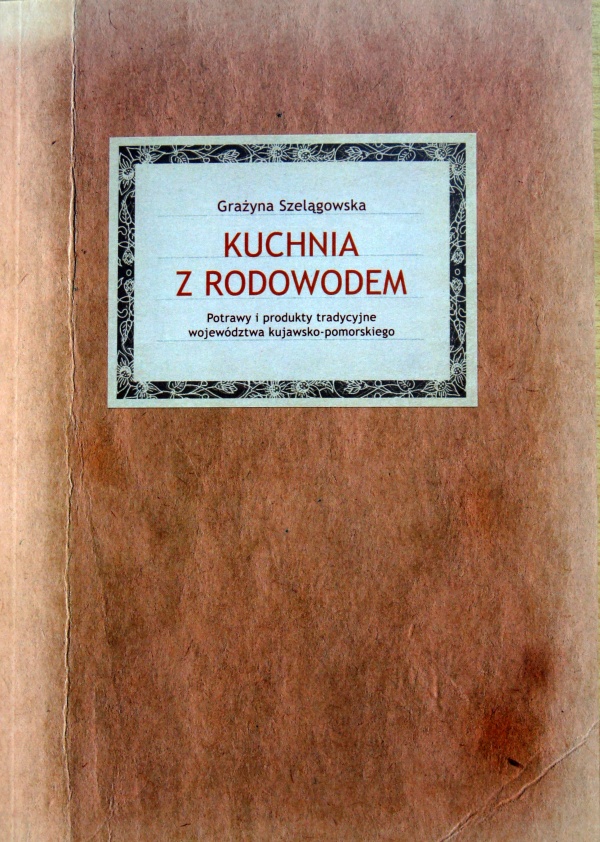 Grażyna Szelągowska
KUCHNIA
Z RODOWODEM
Potrawy i produkty tradycyjne
województwa kujawsko-pomorskiego